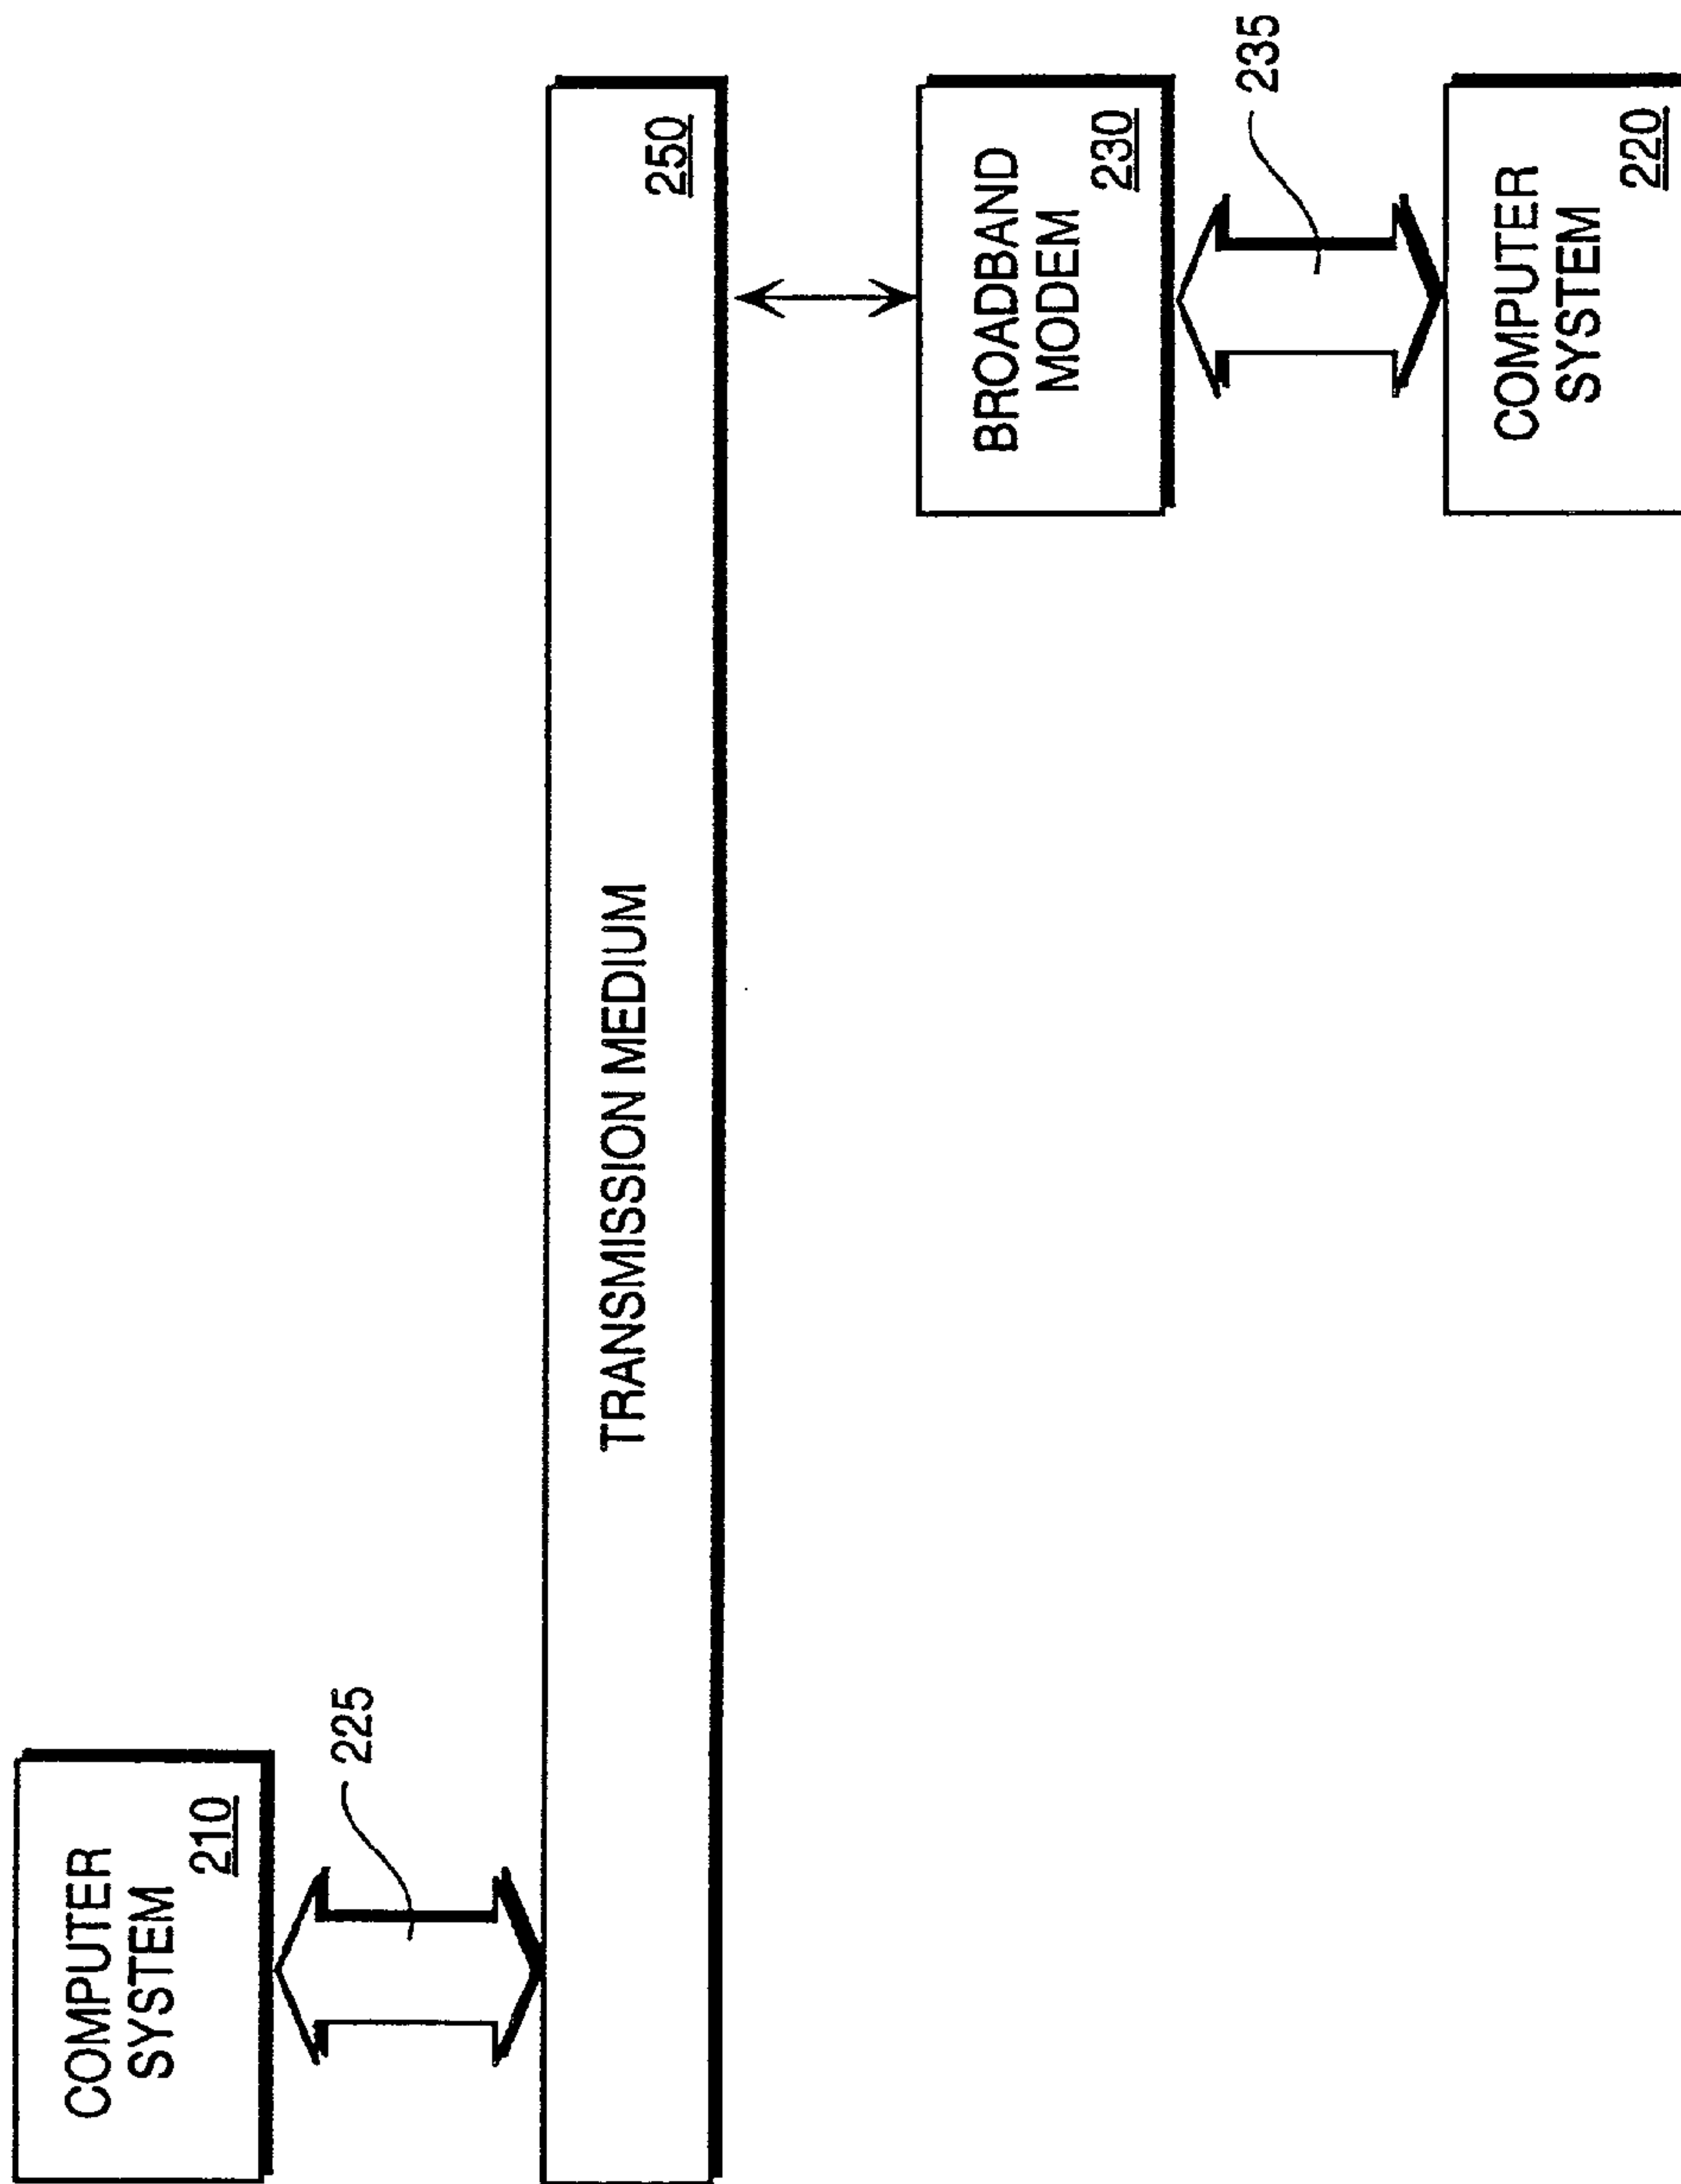 COMPUTER
SYSTEM
210
225
TRANSMISSION MEDIUM
250
BROADBAND
MODEM
230
235
COMPUTER
SYSTEM
220